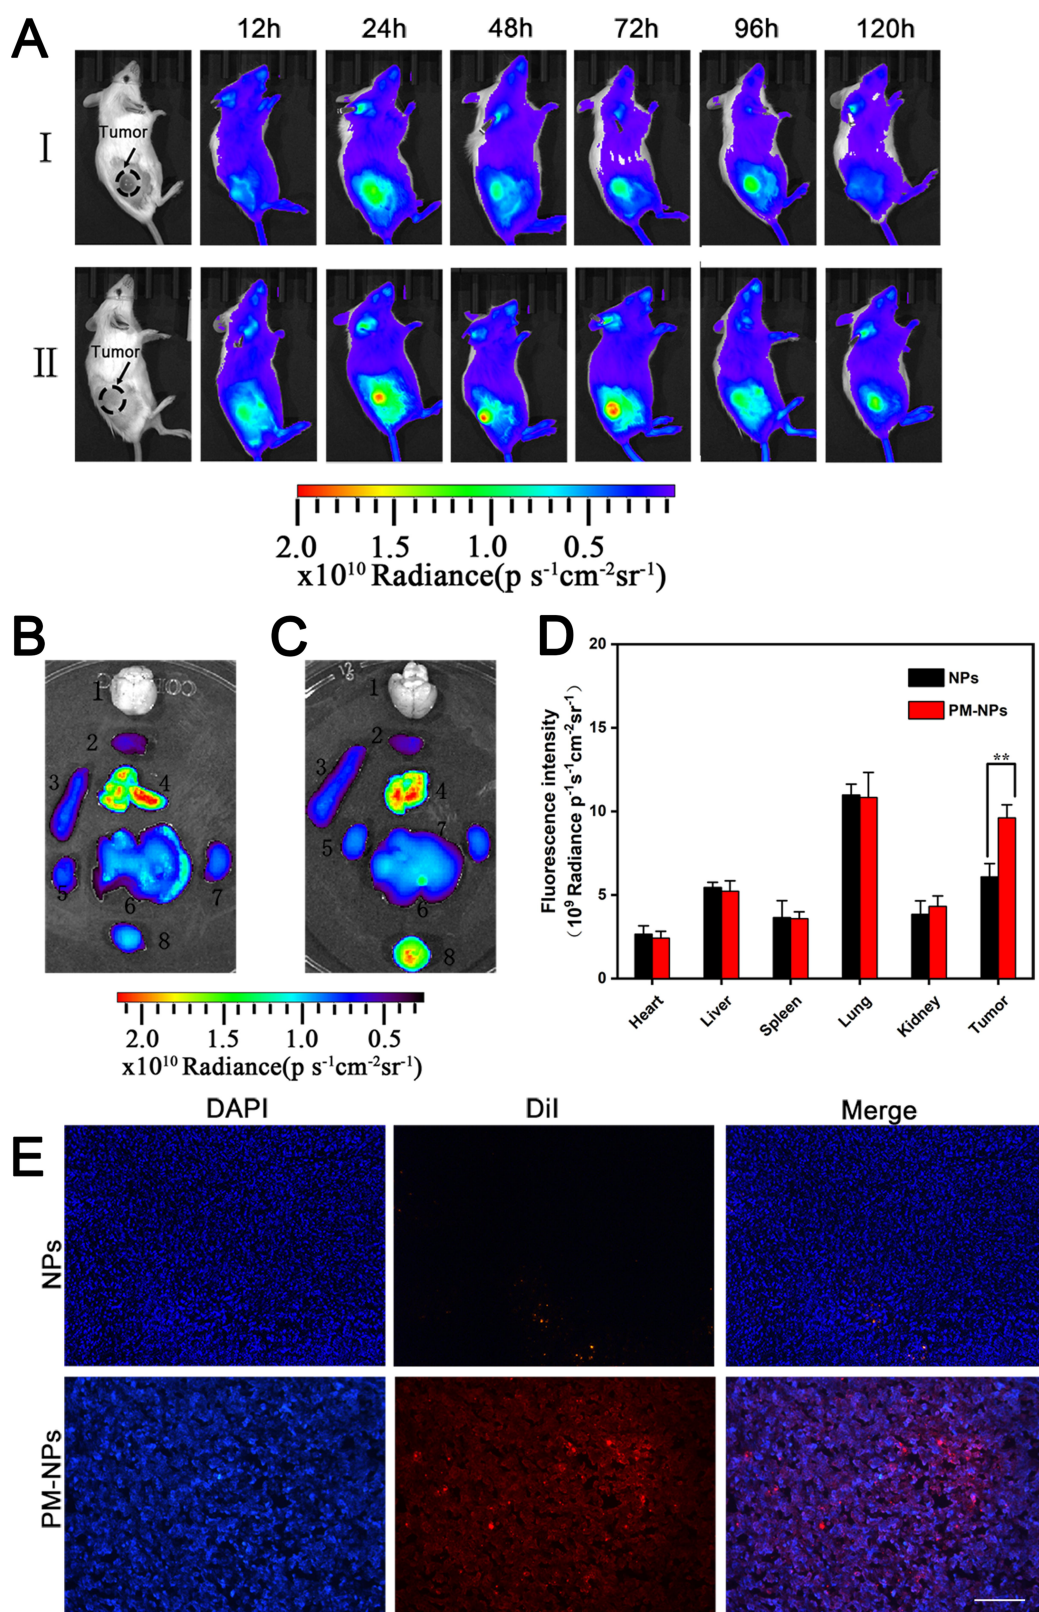 A
12h 24h 48h 72h 96h 120h
I
Tumor
II
Tumor
2.0 1.5 1.0 0.5
x10¹⁰ Radiance(p s⁻¹cm⁻²sr⁻¹)
B
1
2
3
4
5
6
7
8
C
1
2
3
4
5
7
6
8
2.0 1.5 1.0 0.5
x10¹⁰ Radiance(p s⁻¹cm⁻²sr⁻¹)
D
Fluorescence intensity
(10⁹ Radiance p⁻¹s⁻¹cm⁻²sr⁻¹)
20
15
10
5
0
NPs
PM-NPs
**
Heart Liver Spleen Lung Kidney Tumor
E
DAPI DiI Merge
NPs
PM-NPs